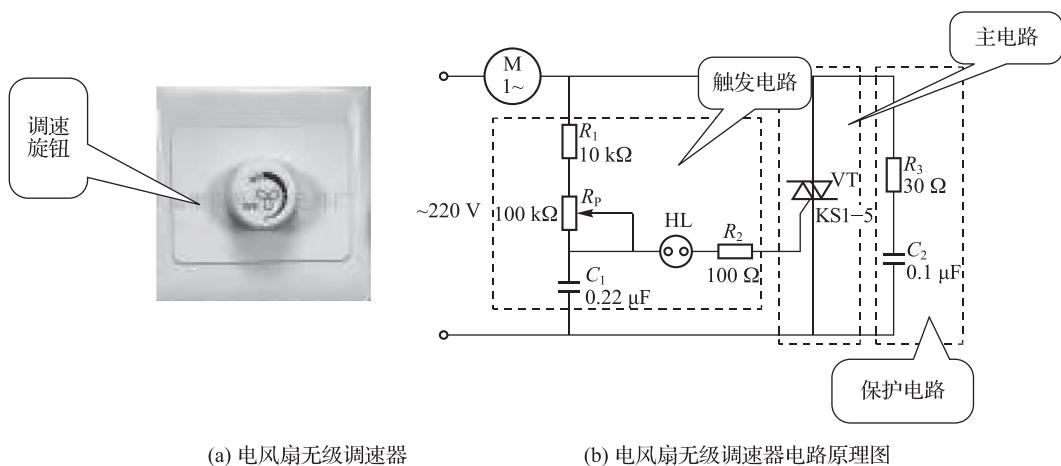 调速
旋钮
(a) 电风扇无级调速器
~220 V
M
1~
触发电路
主电路
R1
10 kΩ
RP
100 kΩ
HL
R2
100 Ω
C1
0.22 μF
VT
KS1-5
R3
30 Ω
C2
0.1 μF
保护电路
(b) 电风扇无级调速器电路原理图